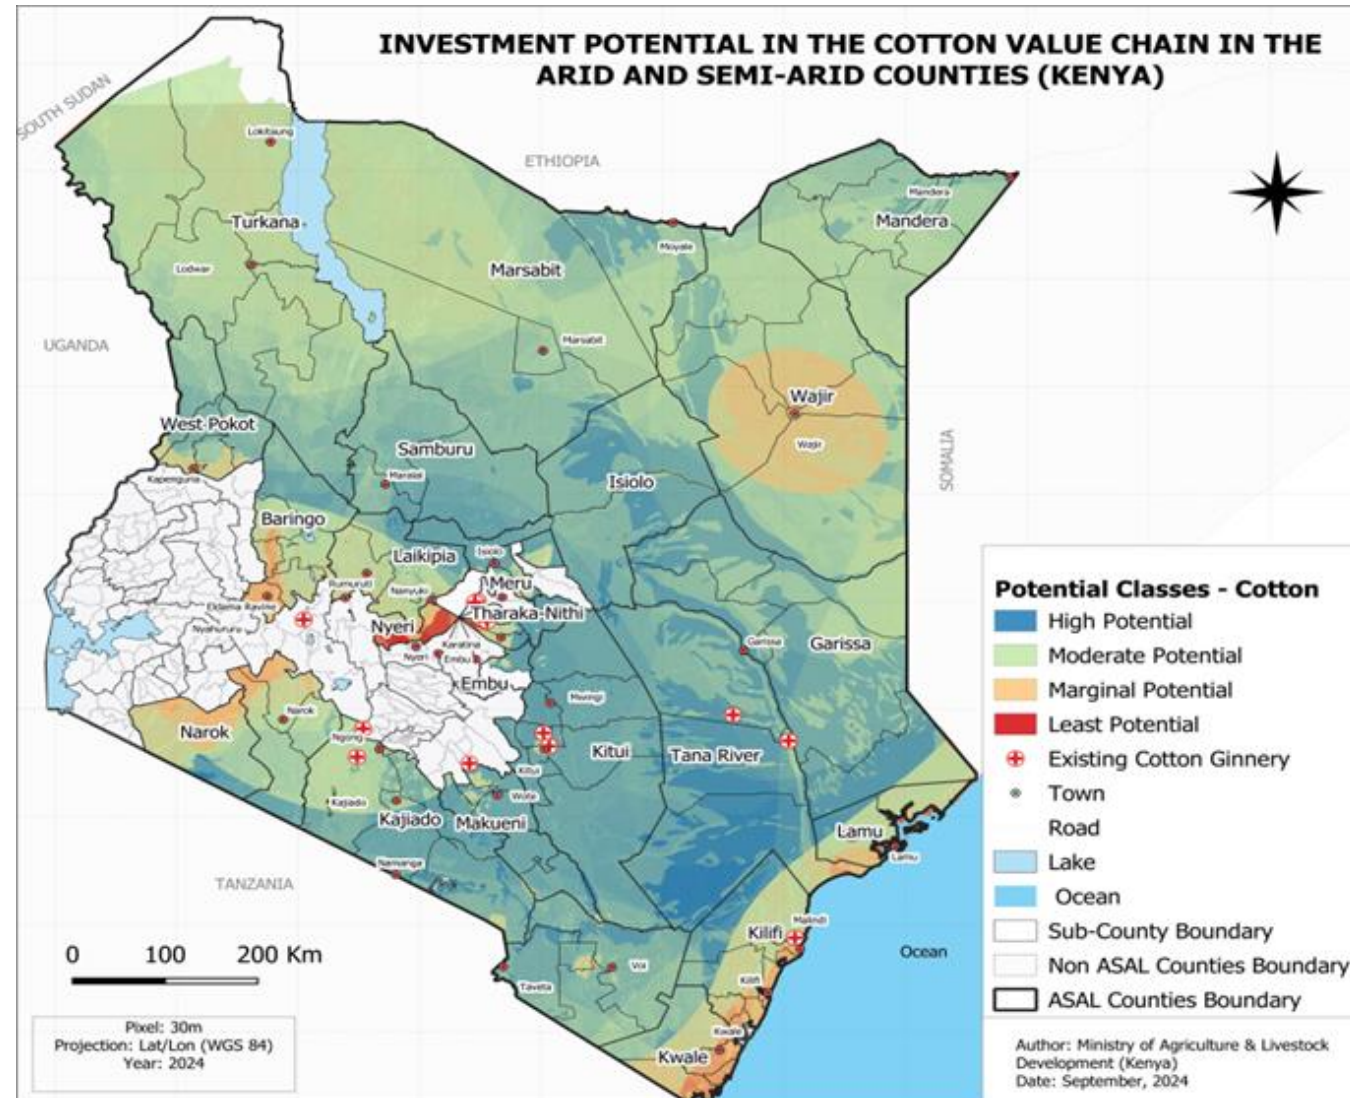 INVESTMENT POTENTIAL IN THE COTTON VALUE CHAIN IN THE
ARID AND SEMI-ARID COUNTIES (KENYA)
SOUTH SUDAN
ETHIOPIA
UGANDA
SOMALIA
TANZANIA
Lokitaung
Turkana
Lodwar
Marsabit
Marsabit
Moyale
Mandera
Mandera
Wajir
Wajir
West Pokot
Kapenguria
Samburu
Maralal
Isiolo
Baringo
Laikipia
Isiolo
Meru
Rumuruti
Nanyuki
Tharaka-Nithi
Eldama Ravine
Nyahururu
Nyeri
Nyeri
Karatina
Embu
Embu
Garissa
Garissa
Mwingi
Narok
Narok
Ngong
Kitui
Kitui
Tana River
Wote
Kajiado
Kajiado
Makueni
Lamu
Lamu
Namanga
Malindi
Kilifi
Kilifi
Voi
Taveta
Kwale
Kwale
Ocean
0 100 200 Km
Pixel: 30m
Projection: Lat/Lon (WGS 84)
Year: 2024
Potential Classes - Cotton
High Potential
Moderate Potential
Marginal Potential
Least Potential
Existing Cotton Ginnery
Town
Road
Lake
Ocean
Sub-County Boundary
Non ASAL Counties Boundary
ASAL Counties Boundary
Author: Ministry of Agriculture & Livestock
Development (Kenya)
Date: September, 2024